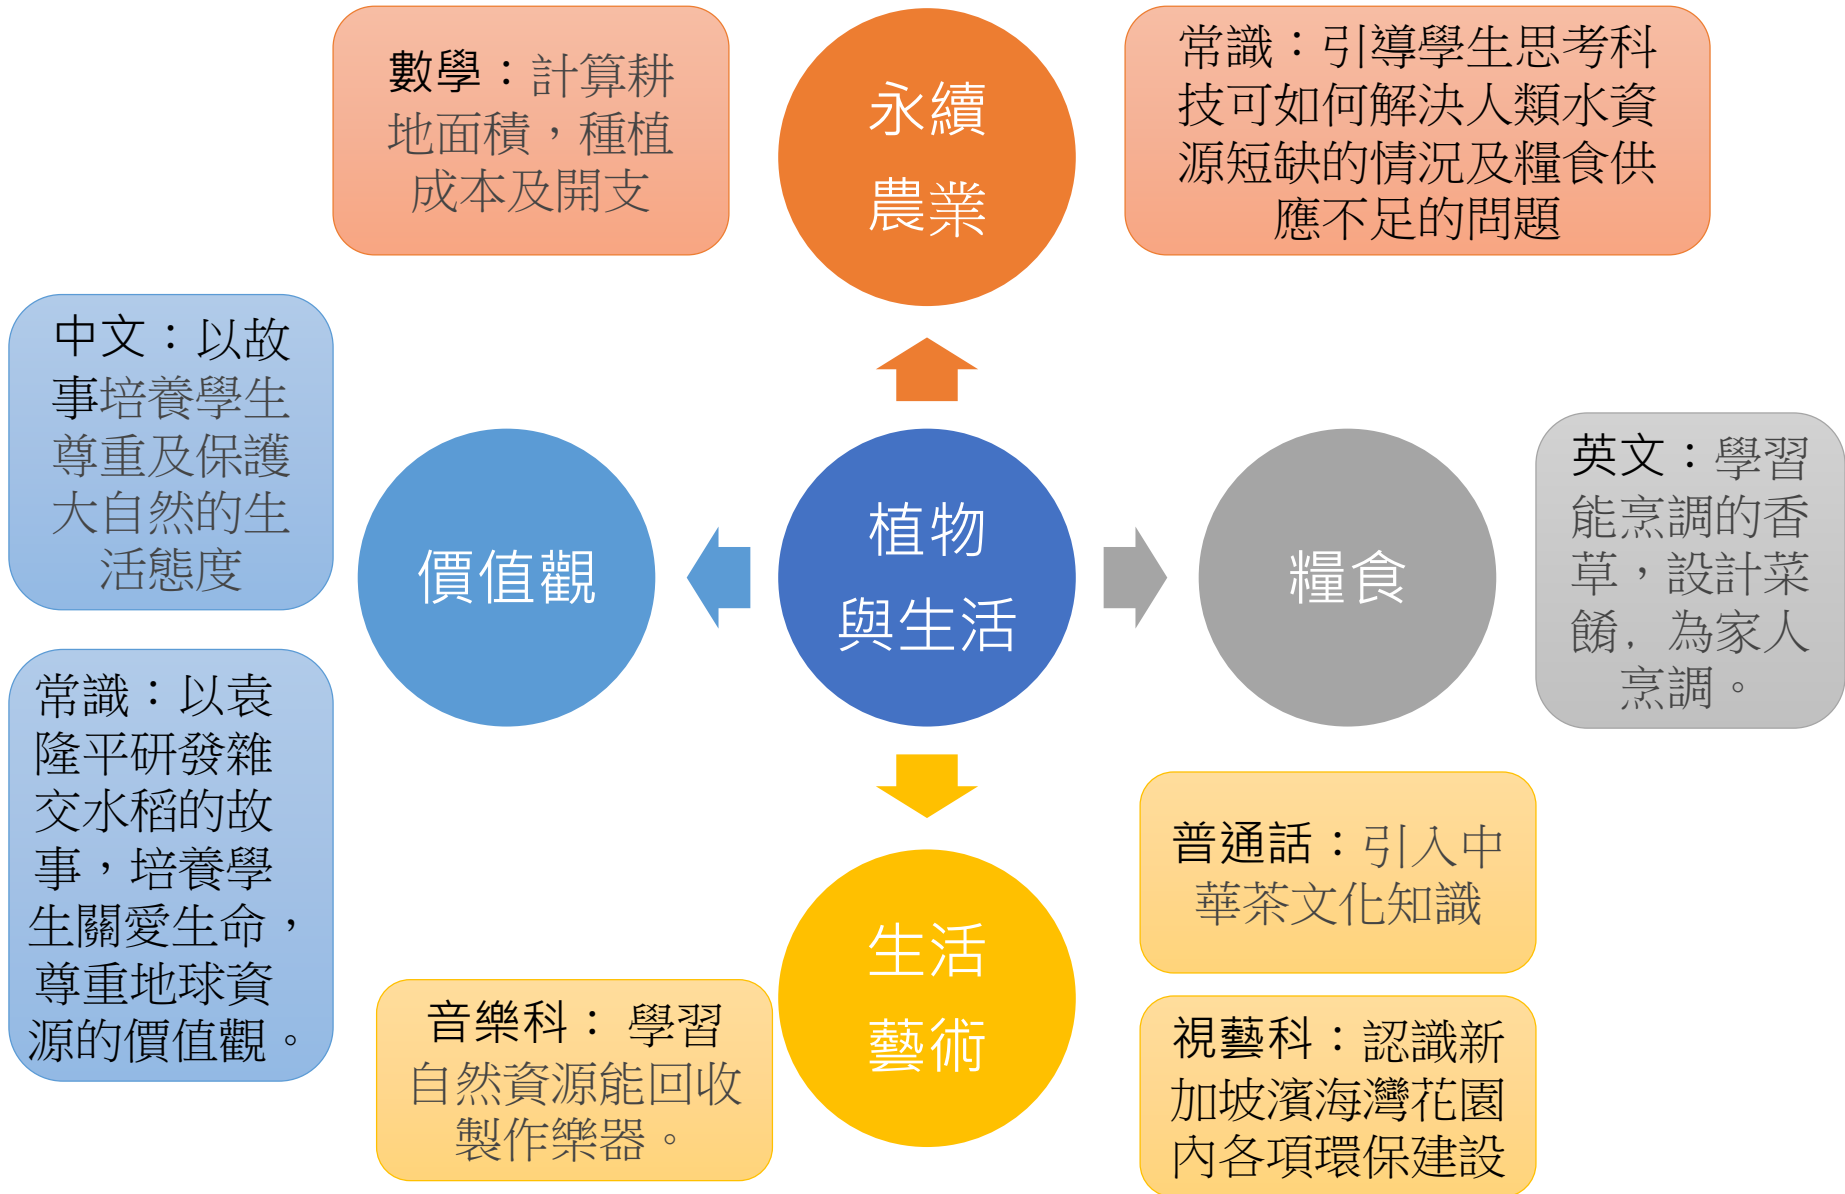 數學：計算耕
地面積，種植
成本及開支
永續
農業
常識：引導學生思考科
技可如何解決人類水資
源短缺的情況及糧食供
應不足的問題
中文：以故
事培養學生
尊重及保護
大自然的生
活態度
價值觀
植物
與生活
糧食
英文：學習
能烹調的香
草，設計菜
餚．為家人
烹調。
常識：以袁
隆平研發雜
交水稻的故
事，培養學
生關愛生命，
尊重地球資
源的價值觀。
普通話：引入中
華茶文化知識
生活
藝術
音樂科： 學習
自然資源能回收
製作樂器。
視藝科：認識新
加坡濱海灣花園
內各項環保建設